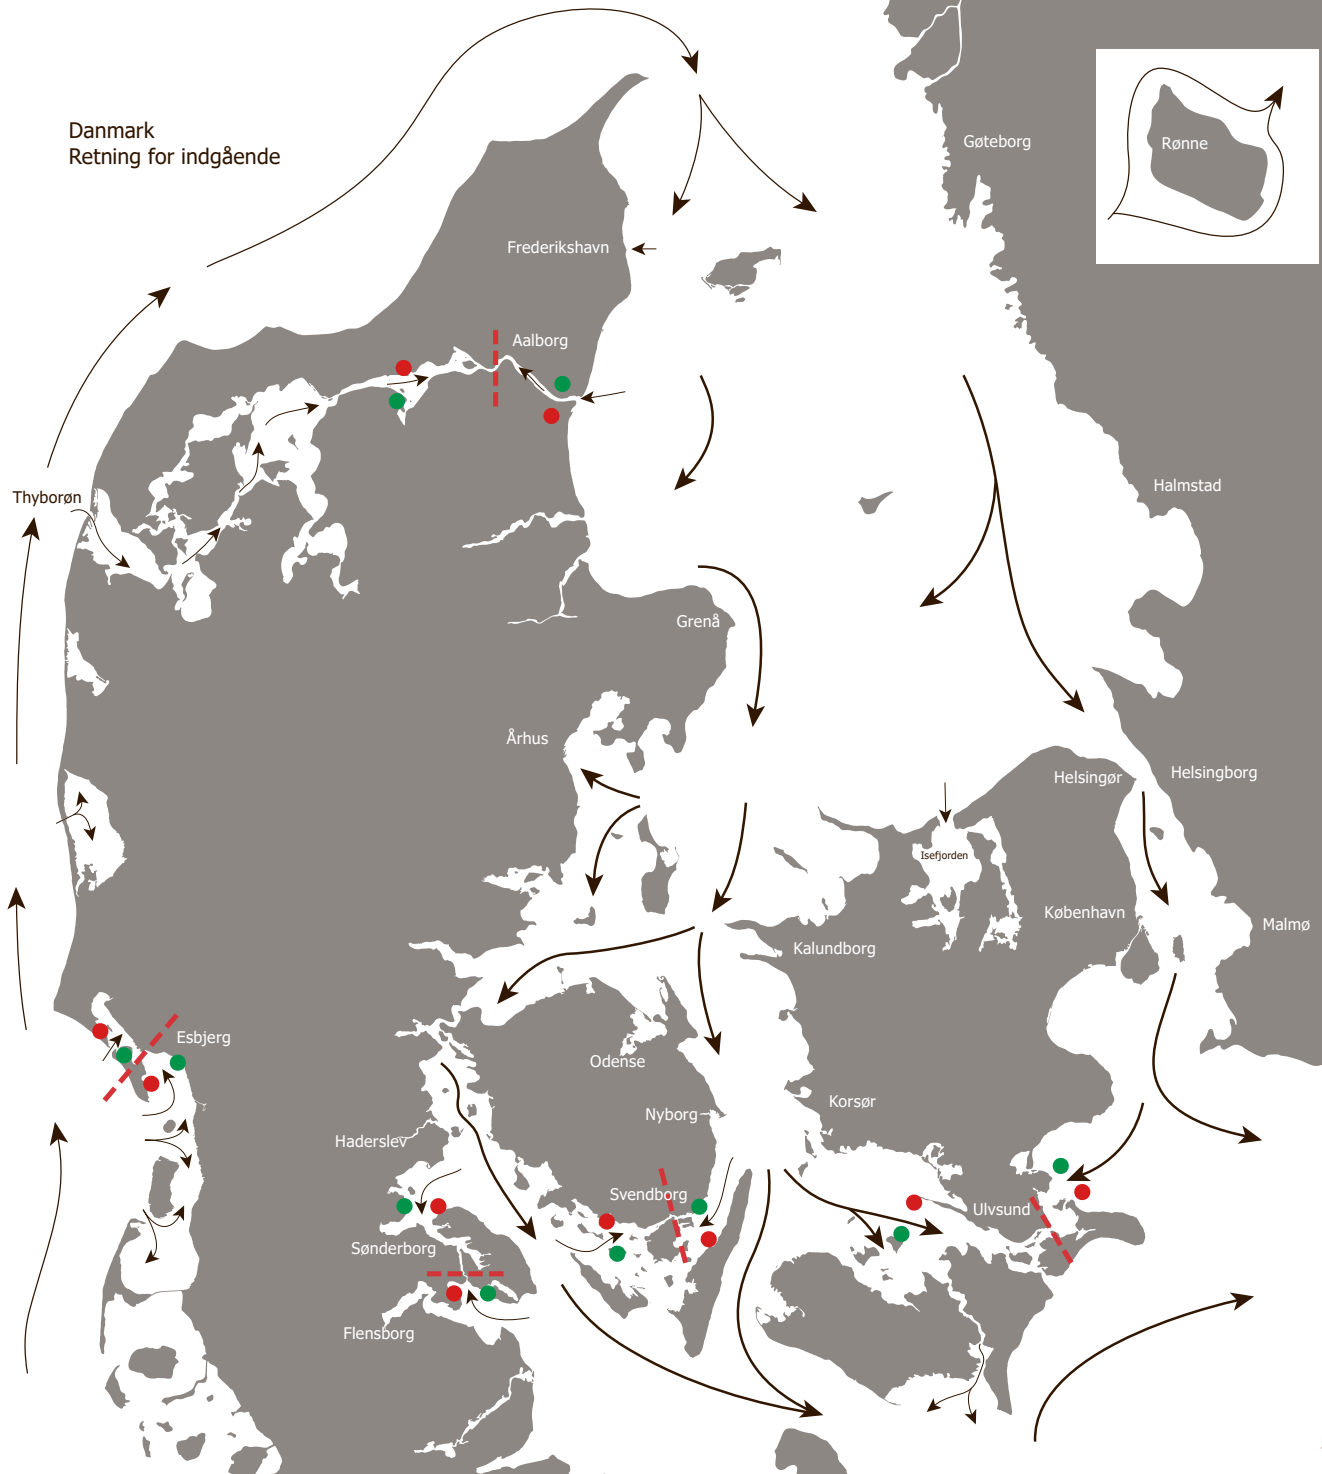 Danmark
Retning for indgående
Gøteborg
Rønne
Frederikshavn
Aalborg
Thyborøn
Halmstad
Grenå
Århus
Helsingør
Helsingborg
Isefjorden
København
Malmø
Kalundborg
Esbjerg
Odense
Korsør
Nyborg
Haderslev
Svendborg
Ulvsund
Sønderborg
Flensborg